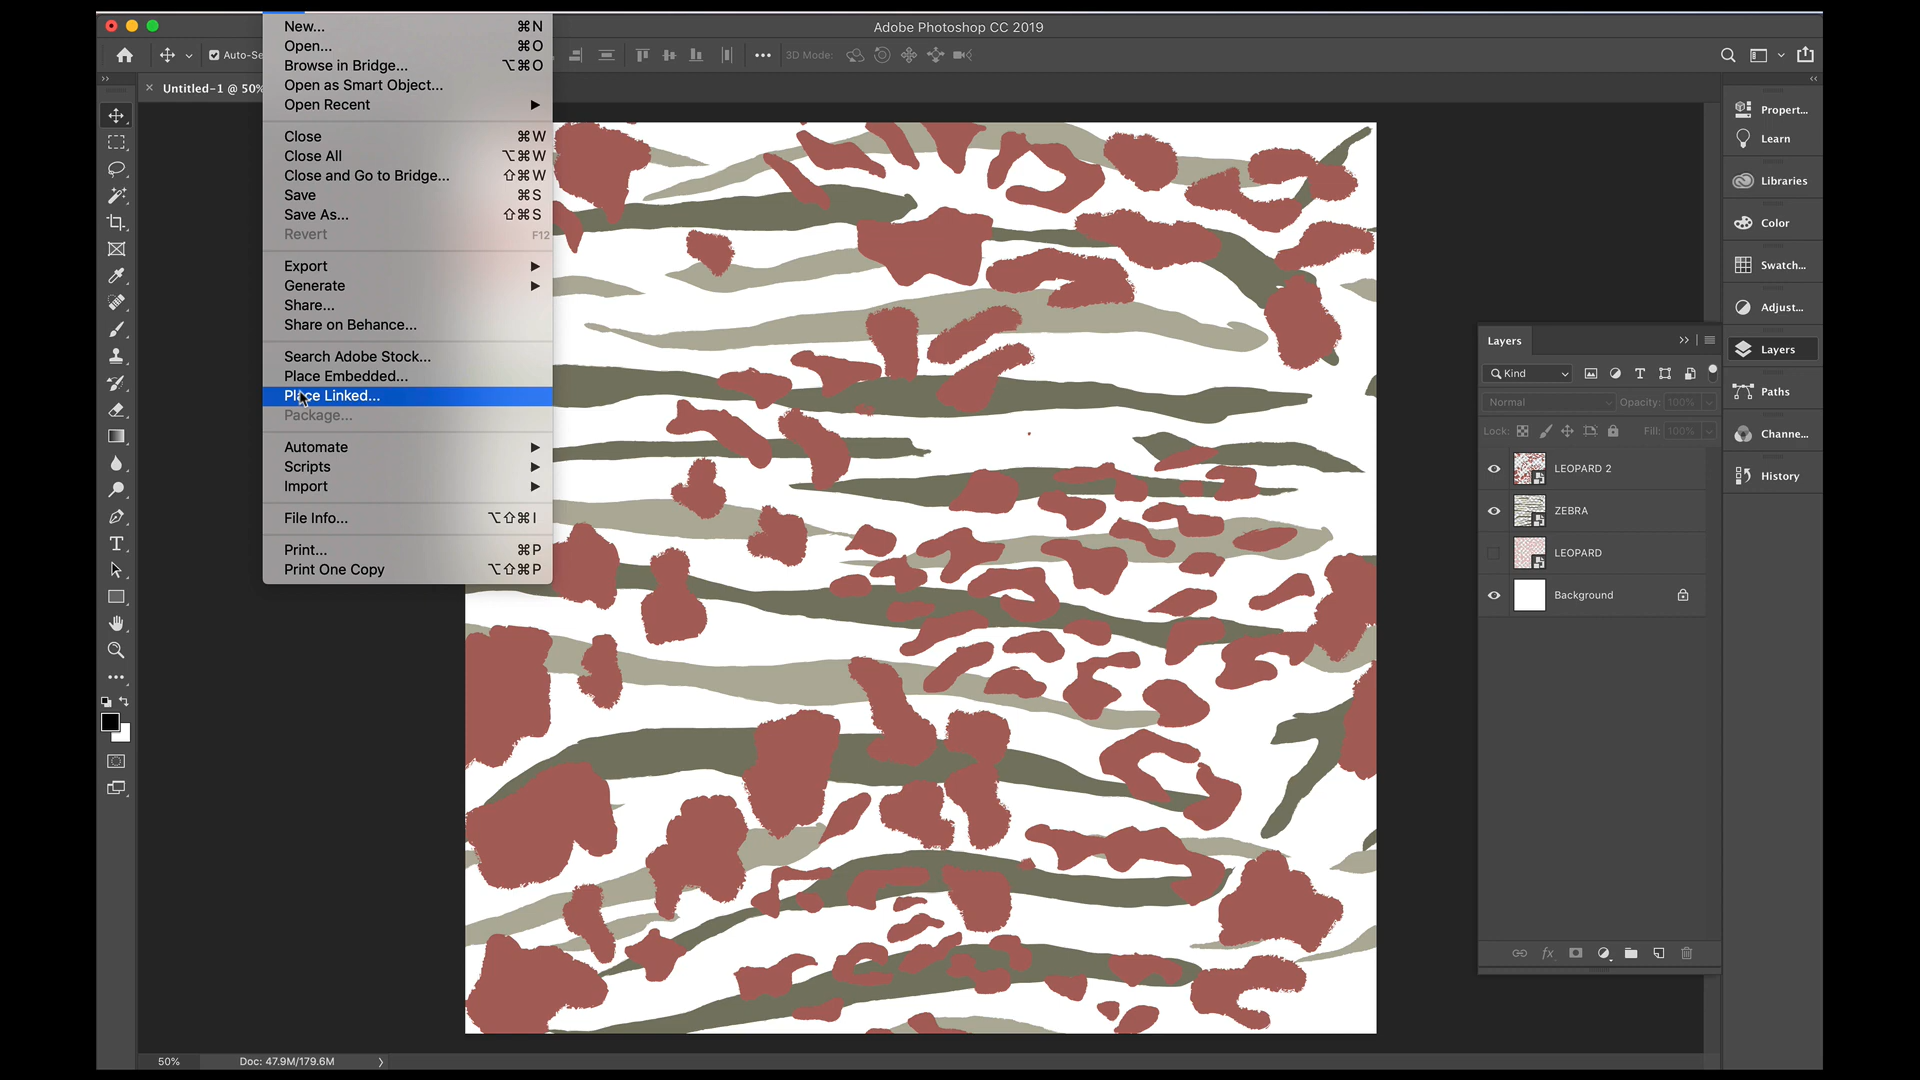 Adobe Photoshop CC 2019
Auto-Se
3D Mode:
Untitled-1 @ 50%
New... ⌘N
Open... ⌘O
Browse in Bridge... ⌥⌘O
Open as Smart Object...
Open Recent
Close ⌘W
Close All ⌥⌘W
Close and Go to Bridge... ⇧⌘W
Save ⌘S
Save As... ⇧⌘S
Revert F12
Export
Generate
Share...
Share on Behance...
Search Adobe Stock...
Place Embedded...
Place Linked...
Package...
Automate
Scripts
Import
File Info... ⌥⇧⌘I
Print... ⌘P
Print One Copy ⌥⇧⌘P
Propert...
Learn
Libraries
Color
Swatch...
Adjust...
Layers
Paths
Channe...
History
Layers
Kind
Normal Opacity: 100%
Lock: Fill: 100%
LEOPARD 2
ZEBRA
LEOPARD
Background
50% Doc: 47.9M/179.6M